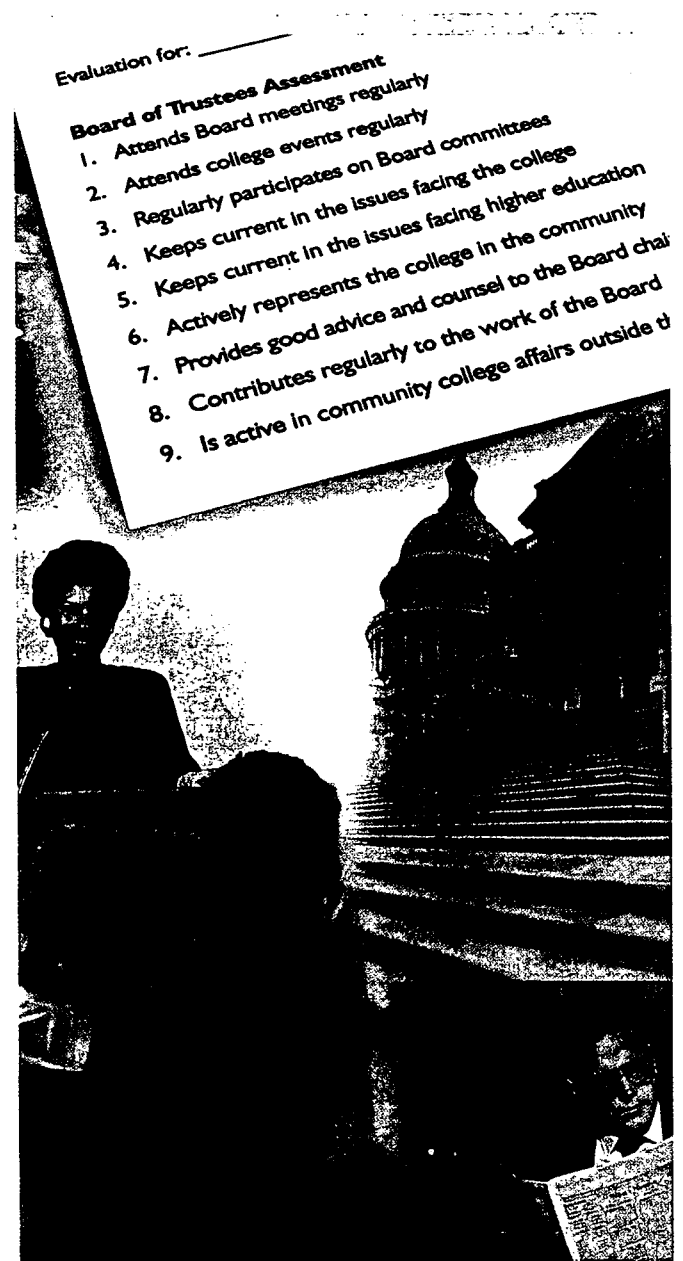 Evaluation for: ________
Board of Trustees Assessment
1. Attends Board meetings regularly
2. Attends college events regularly
3. Regularly participates on Board committees
4. Keeps current in the issues facing the college
5. Keeps current in the issues facing higher education
6. Actively represents the college in the community
7. Provides good advice and counsel to the Board chai
8. Contributes regularly to the work of the Board
9. Is active in community college affairs outside th